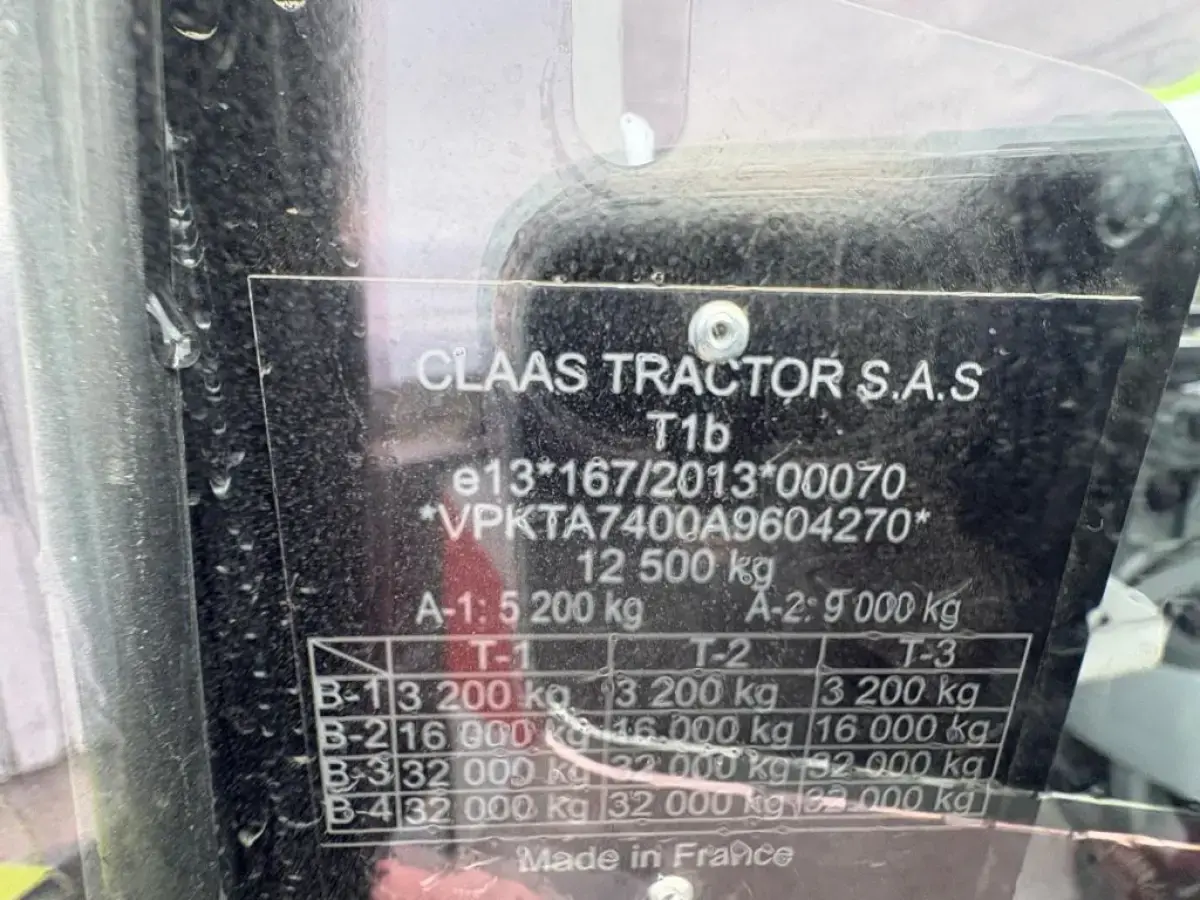 CLAAS TRACTOR S.A.S
T1b
e13*167/2013*00070
*VPKTA7400A9604270*
12 500 kg
A-1: 5 200 kg A-2: 9 000 kg
T-1 T-2 T-3
B-1 3 200 kg 3 200 kg 3 200 kg
B-2 16 000 kg 16 000 kg 16 000 kg
B-3 32 000 kg 32 000 kg 32 000 kg
B-4 32 000 kg 32 000 kg 32 000 kg
Made in France